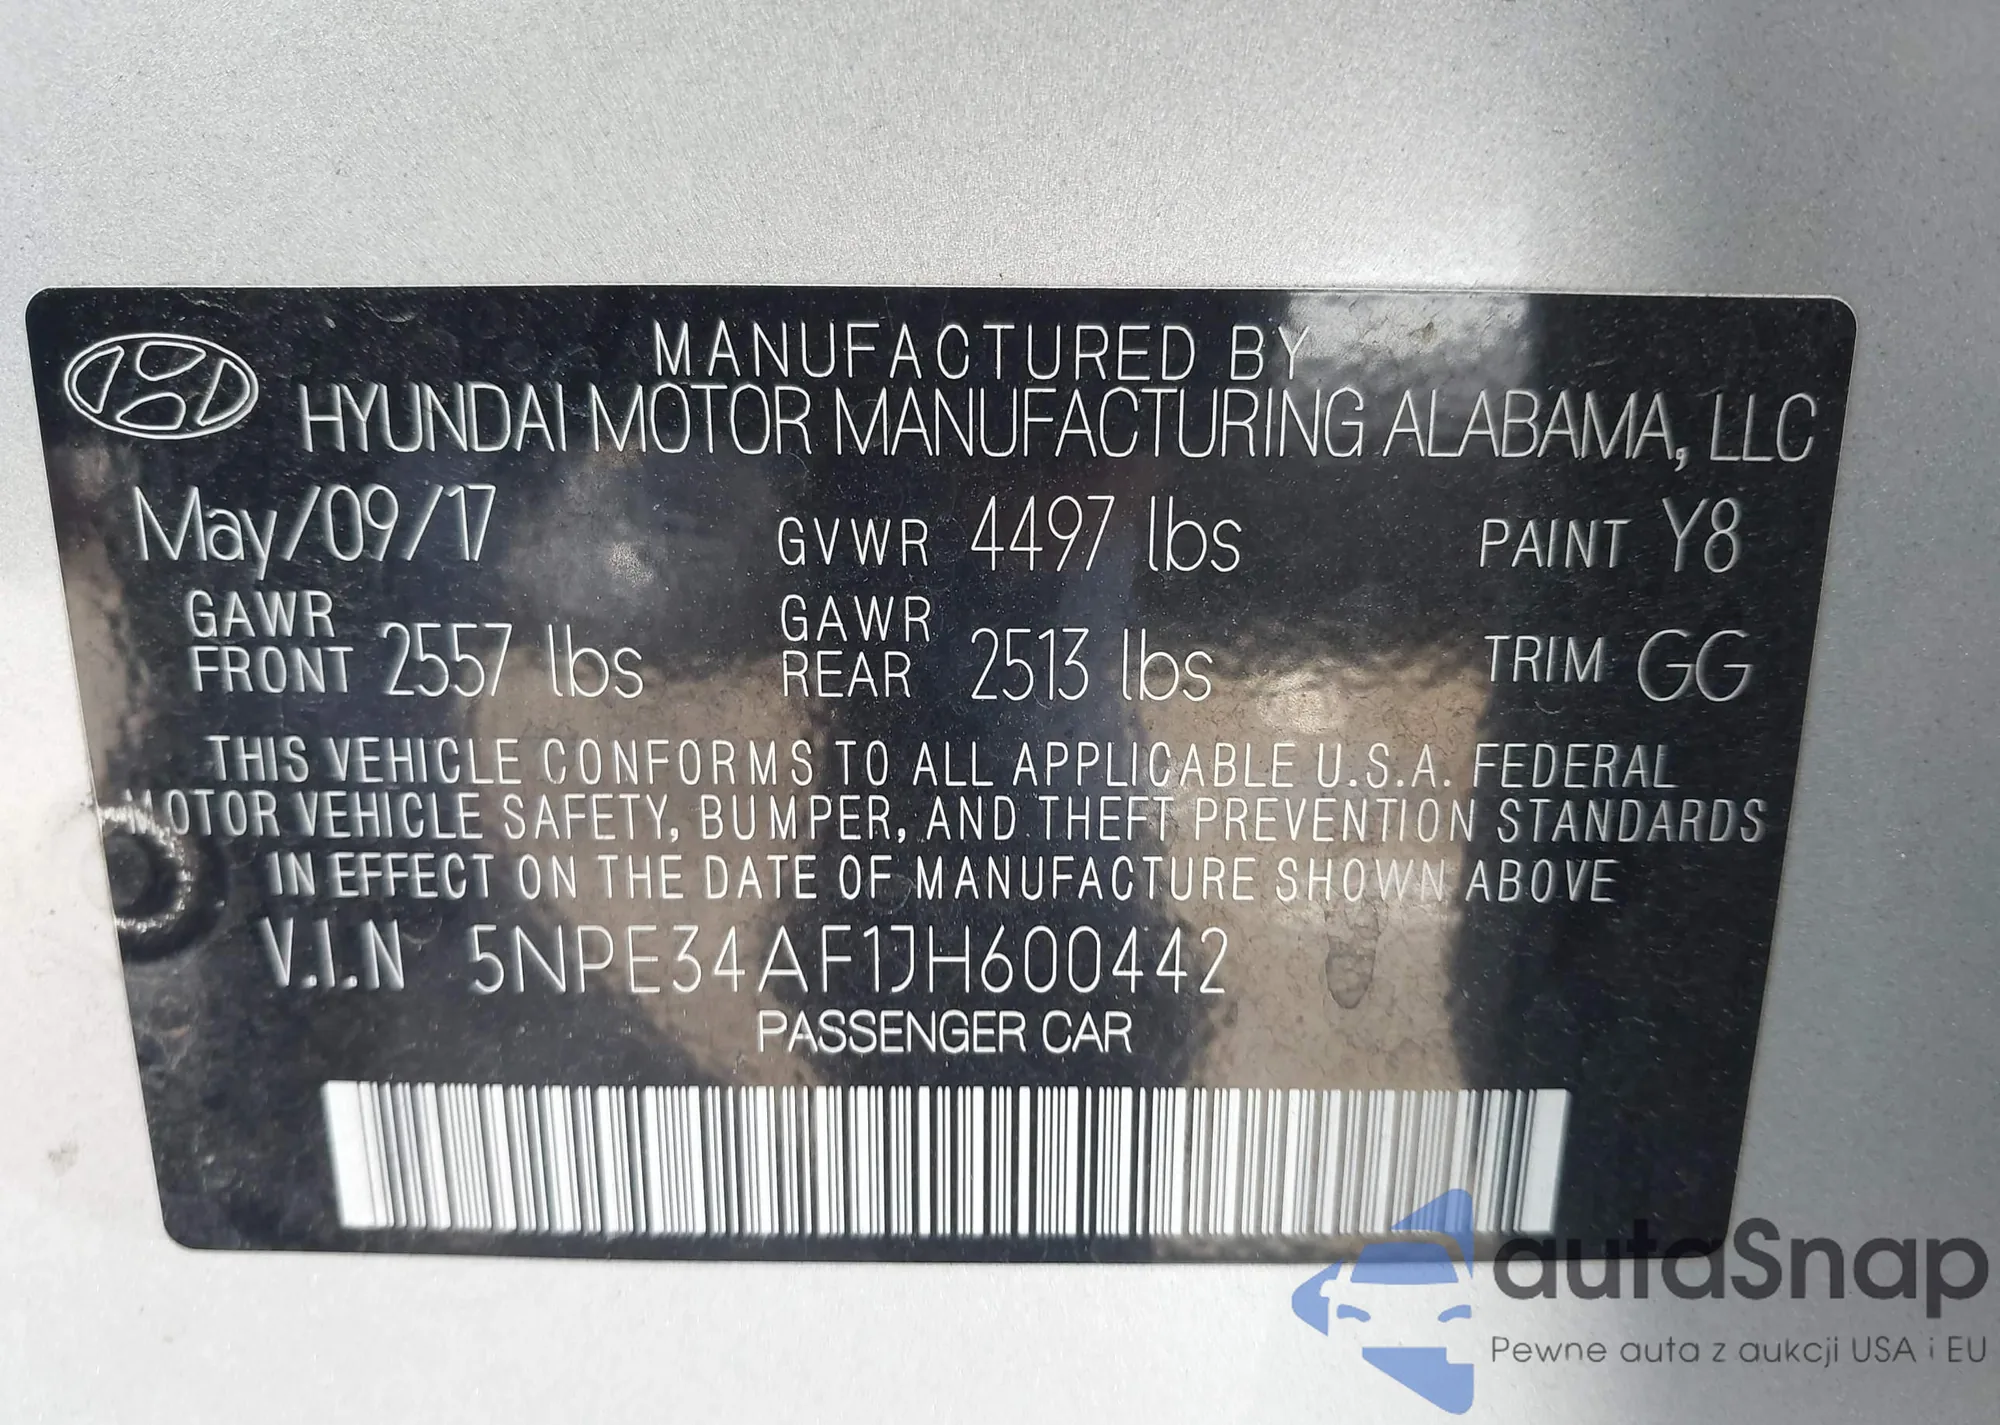 MANUFACTURED BY
HYUNDAI MOTOR MANUFACTURING ALABAMA, LLC
May/09/17 GVWR 4497 lbs PAINT Y8
GAWR FRONT 2557 lbs GAWR REAR 2513 lbs TRIM GG
THIS VEHICLE CONFORMS TO ALL APPLICABLE U.S.A. FEDERAL
MOTOR VEHICLE SAFETY, BUMPER, AND THEFT PREVENTION STANDARDS
IN EFFECT ON THE DATE OF MANUFACTURE SHOWN ABOVE
V.I.N 5NPE34AF1JH600442
PASSENGER CAR
autaSnap
Pewne auta z aukcji USA i EU